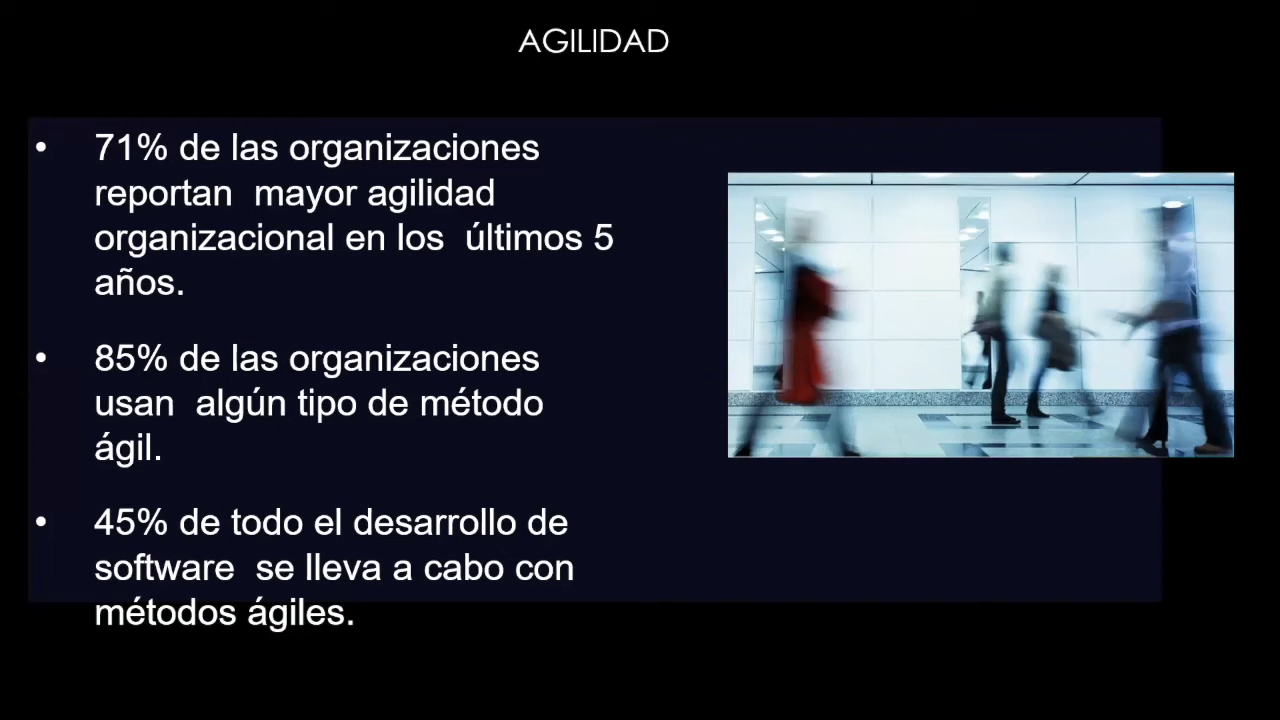 AGILIDAD
• 71% de las organizaciones
reportan  mayor agilidad
organizacional en los  últimos 5
años.
• 85% de las organizaciones
usan  algún tipo de método
ágil.
• 45% de todo el desarrollo de
software  se lleva a cabo con
métodos ágiles.